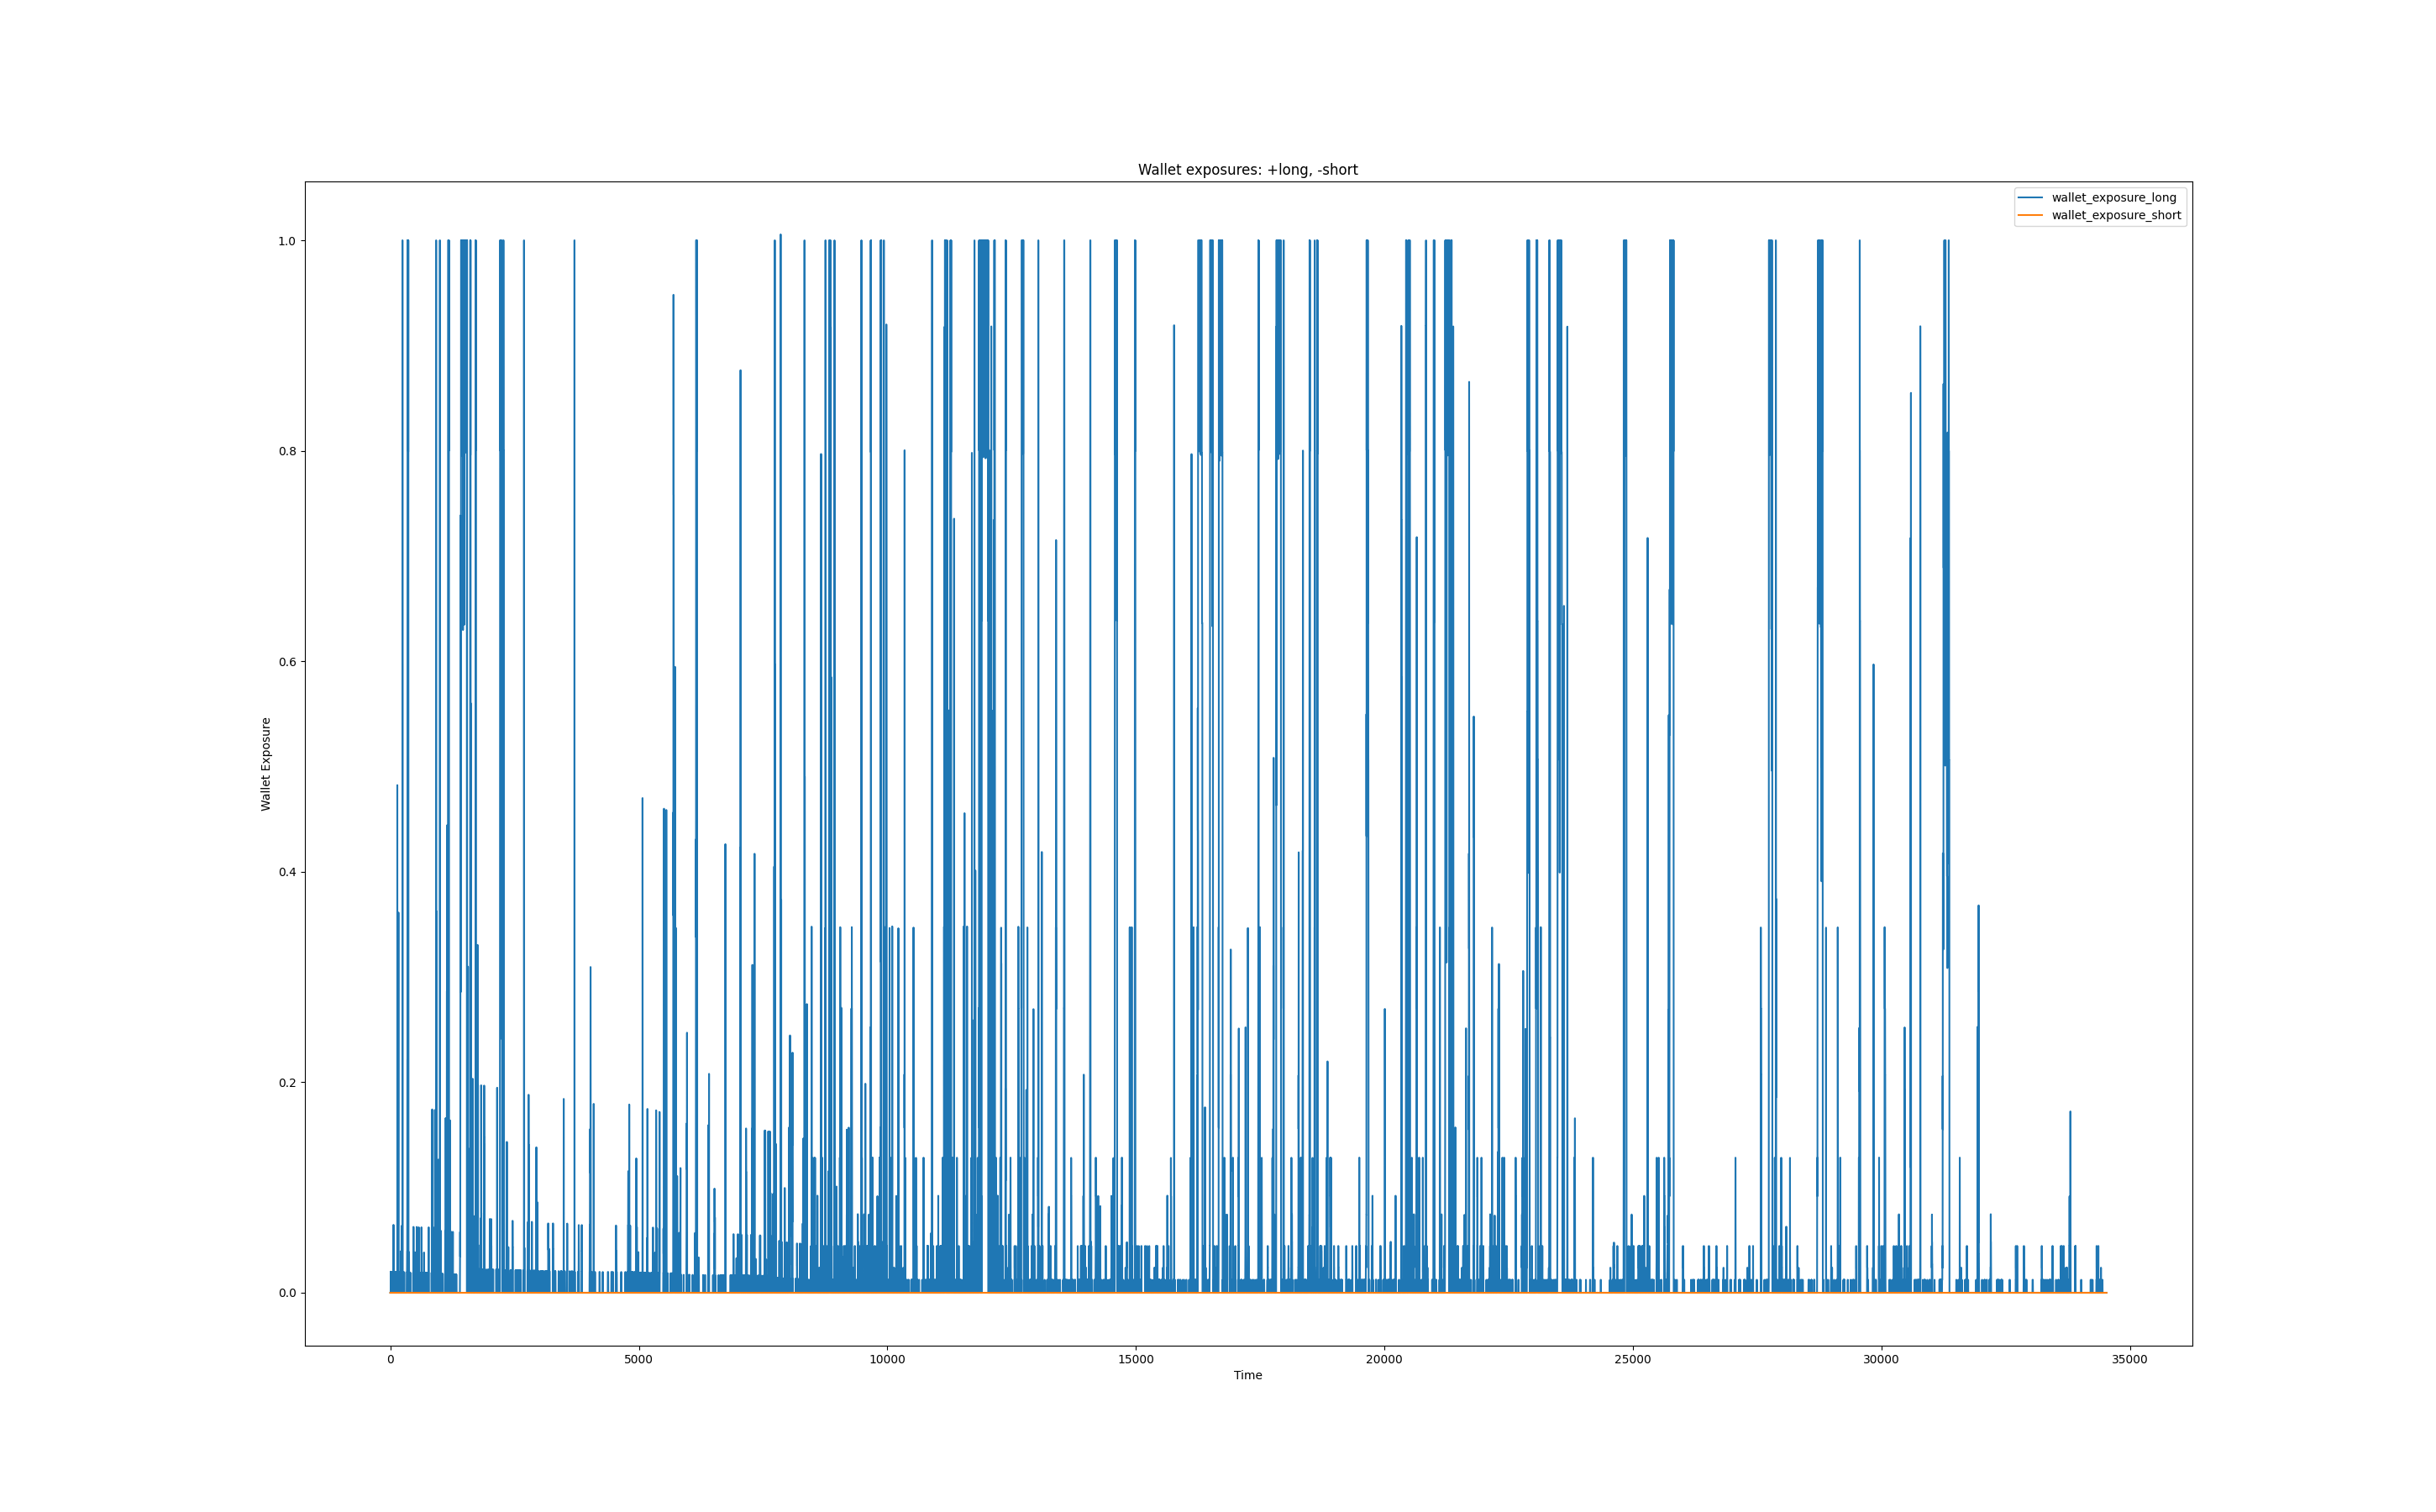 Wallet exposures: +long, -short
wallet_exposure_long
wallet_exposure_short
1.0
0.8
0.6
0.4
0.2
0.0
Wallet Exposure
0 5000 10000 15000 20000 25000 30000 35000
Time